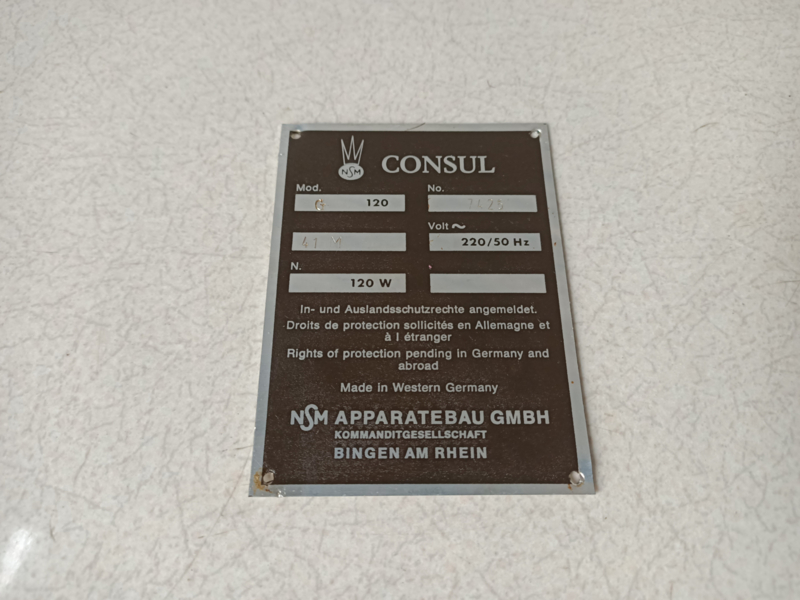 NSM CONSUL
Mod. No.
120
Volt ~
220/50 Hz
N.
120 W
In- und Auslandsschutzrechte angemeldet.
Droits de protection sollicités en Allemagne et
à l étranger
Rights of protection pending in Germany and
abroad
Made in Western Germany
NSM APPARATEBAU GMBH
KOMMANDITGESELLSCHAFT
BINGEN AM RHEIN